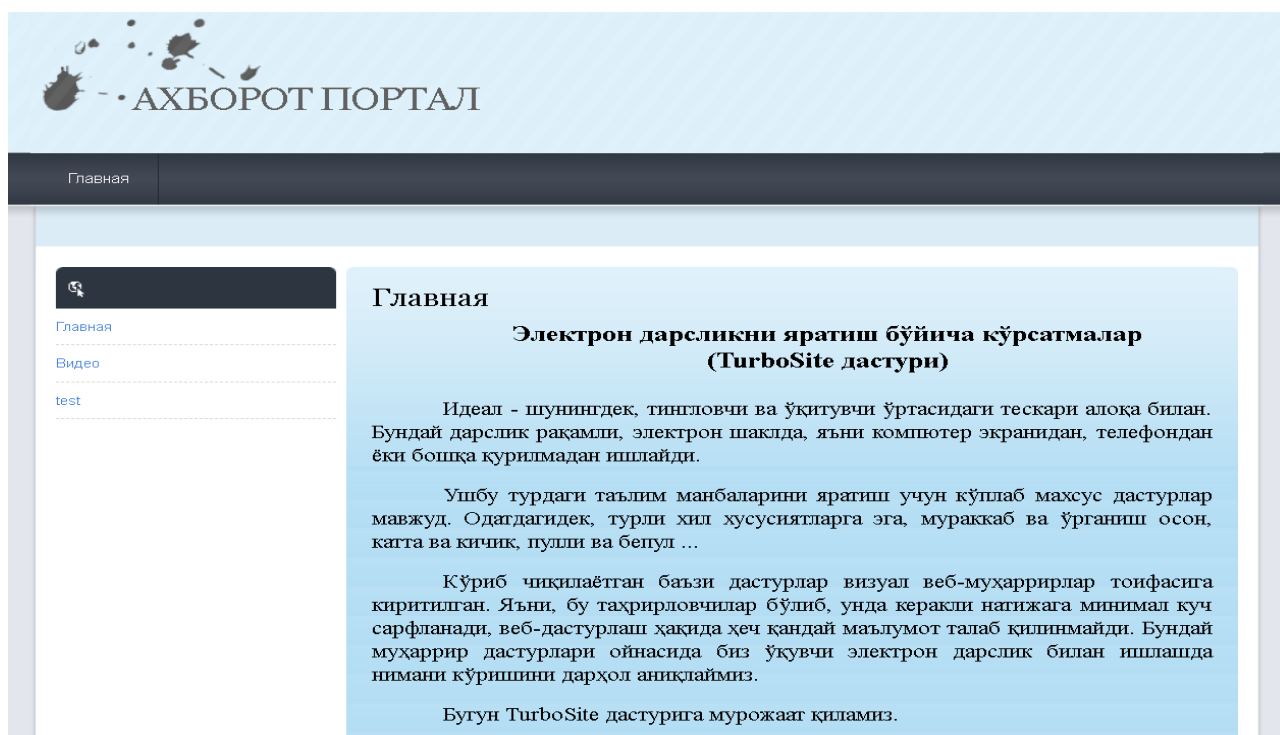 АХБОРОТ ПОРТАЛ
Главная
Главная
Видео
test
Главная
Электрон дарсликни яратиш бўйича кўрсатмалар
(TurboSite дастури)
Идеал - шунингдек, тингловчи ва ўқитувчи ўртасидаги тескари алоқа билан.
Бундай дарслик рақамли, электрон шаклда, яъни компютер экранидан, телефондан
ёки бошқа қурилмадан ишлайди.
Ушбу турдаги таълим манбаларини яратиш учун кўплаб махсус дастурлар
мавжуд. Одатдагидек, турли хил хусусиятларга эга, мураккаб ва ўрганиш осон,
катта ва кичик, пулли ва бепул ...
Кўриб чиқилаётган баъзи дастурлар визуал веб-муҳаррирлар тоифасига
киритилган. Яъни, бу таҳрирловчилар бўлиб, унда керакли натижага минимал куч
сарфланади, веб-дастурлаш ҳақида ҳеч қандай маълумот талаб қилинмайди. Бундай
муҳаррир дастурлари ойнасида биз ўқувчи электрон дарслик билан ишлашда
нимани кўришини дарҳол аниқлаймиз.
Бугун TurboSite дастурига мурожаат қиламиз.